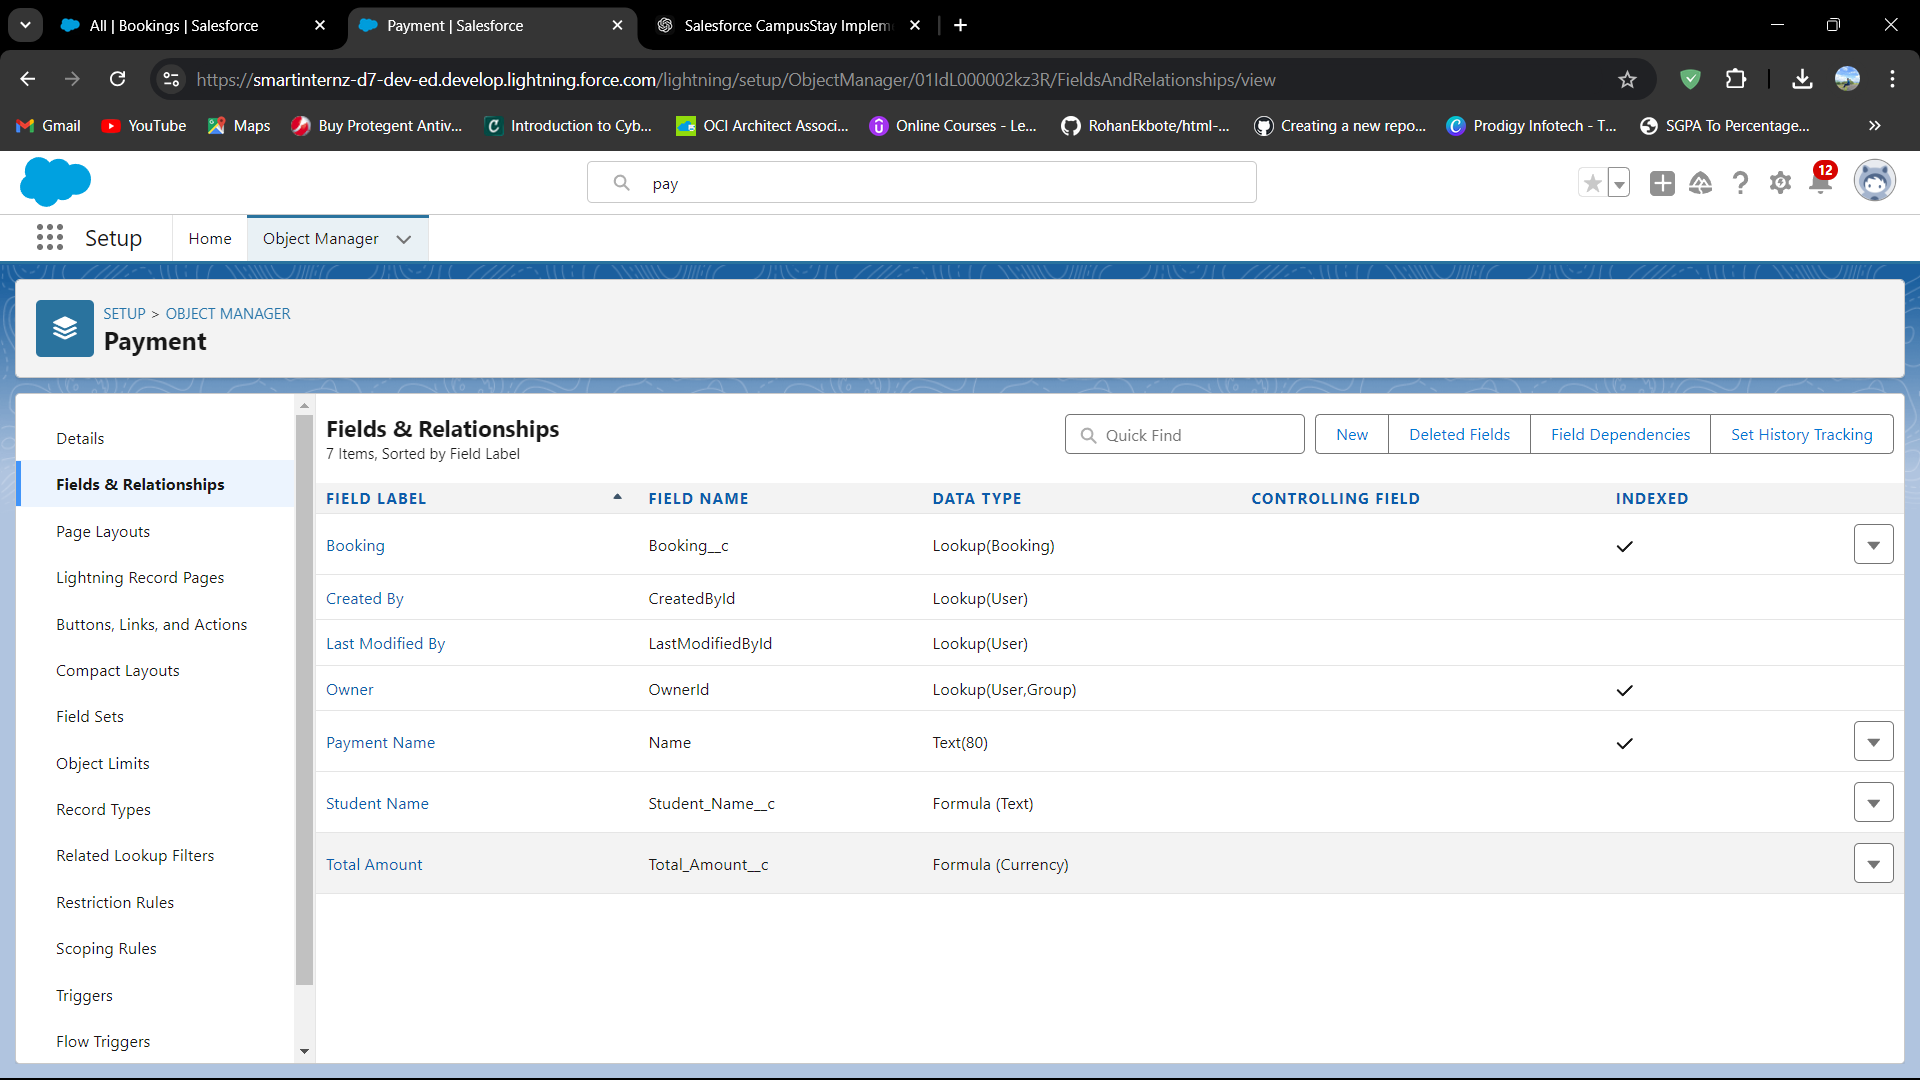 All | Bookings | Salesforce
Payment | Salesforce
Salesforce CampusStay Implem
https://smartinternz-d7-dev-ed.develop.lightning.force.com/lightning/setup/ObjectManager/01IdL000002kz3R/FieldsAndRelationships/view
Gmail YouTube Maps Buy Protegent Antiv... Introduction to Cyb... OCI Architect Associ... Online Courses - Le... RohanEkbote/html-... Creating a new repo... Prodigy Infotech - T... SGPA To Percentage...
pay
12
Setup Home Object Manager
SETUP > OBJECT MANAGER
Payment
Details
Fields & Relationships
Page Layouts
Lightning Record Pages
Buttons, Links, and Actions
Compact Layouts
Field Sets
Object Limits
Record Types
Related Lookup Filters
Restriction Rules
Scoping Rules
Triggers
Flow Triggers
Fields & Relationships
7 Items, Sorted by Field Label
Quick Find
New Deleted Fields Field Dependencies Set History Tracking
FIELD LABEL FIELD NAME DATA TYPE CONTROLLING FIELD INDEXED
Booking Booking__c Lookup(Booking)
Created By CreatedById Lookup(User)
Last Modified By LastModifiedById Lookup(User)
Owner OwnerId Lookup(User,Group)
Payment Name Name Text(80)
Student Name Student_Name__c Formula (Text)
Total Amount Total_Amount__c Formula (Currency)